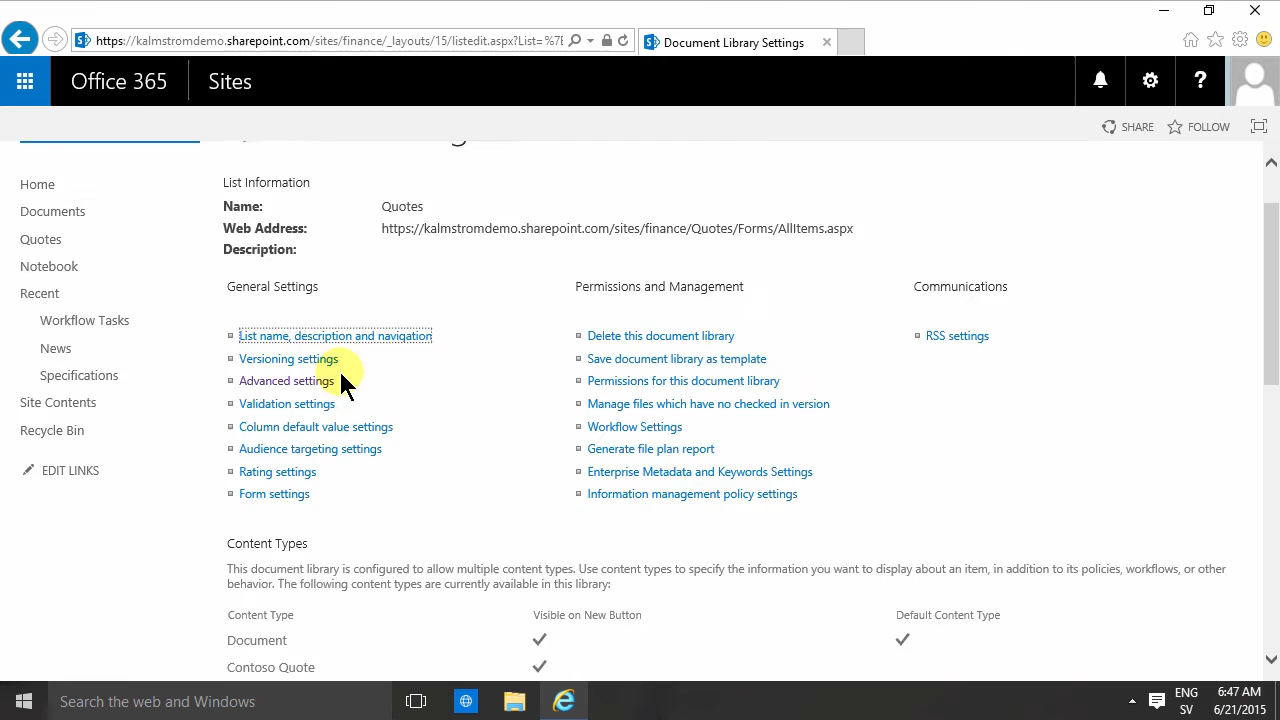 https://kalmstromdemo.sharepoint.com/sites/finance/_layouts/15/listedit.aspx?List=%7E
Document Library Settings
Office 365
Sites
?
SHARE
FOLLOW
Home
Documents
Quotes
Notebook
Recent
Workflow Tasks
News
Specifications
Site Contents
Recycle Bin
EDIT LINKS
List Information
Name: Quotes
Web Address: https://kalmstromdemo.sharepoint.com/sites/finance/Quotes/Forms/AllItems.aspx
Description:
General Settings
List name, description and navigation
Versioning settings
Advanced settings
Validation settings
Column default value settings
Audience targeting settings
Rating settings
Form settings
Permissions and Management
Delete this document library
Save document library as template
Permissions for this document library
Manage files which have no checked in version
Workflow Settings
Generate file plan report
Enterprise Metadata and Keywords Settings
Information management policy settings
Communications
RSS settings
Content Types
This document library is configured to allow multiple content types. Use content types to specify the information you want to display about an item, in addition to its policies, workflows, or other
behavior. The following content types are currently available in this library:
Content Type Visible on New Button Default Content Type
Document
Contoso Quote
Search the web and Windows
ENG
SV
6:47 AM
6/21/2015